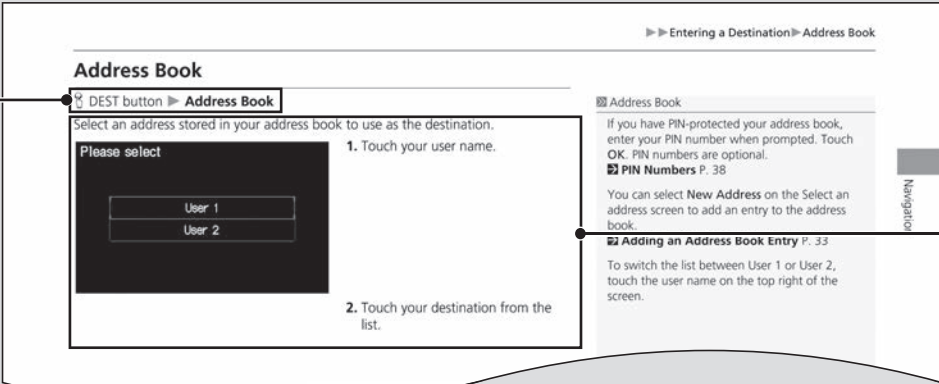 ▶▶Entering a Destination▶Address Book
Address Book
DEST button ▶ Address Book
Select an address stored in your address book to use as the destination.
Please select
User 1
User 2
1. Touch your user name.
2. Touch your destination from the
list.
Address Book
If you have PIN-protected your address book,
enter your PIN number when prompted. Touch
OK. PIN numbers are optional.
PIN Numbers P. 38
You can select New Address on the Select an
address screen to add an entry to the address
book.
Adding an Address Book Entry P. 33
To switch the list between User 1 or User 2,
touch the user name on the top right of the
screen.
Navigation